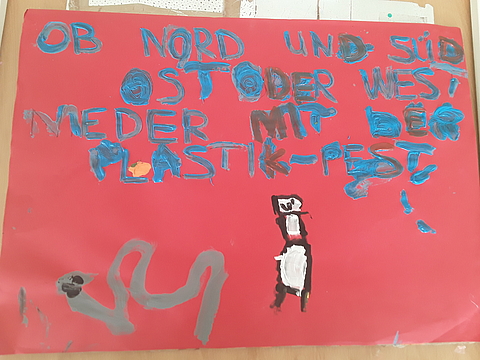 OB NORD UND SÜD
OST ODER WEST
NIEDER MIT DER
PLASTIK-PEST!